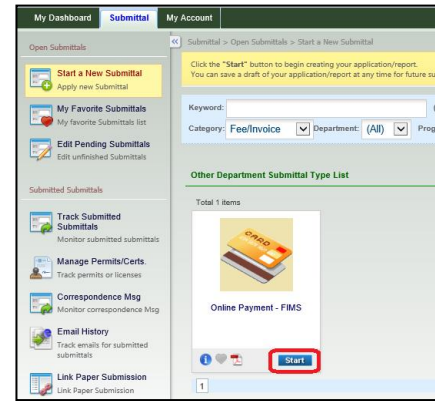 My Dashboard Submittal My Account
Open Submittals
Start a New Submittal
Apply new Submittal
My Favorite Submittals
My favorite Submittals list
Edit Pending Submittals
Edit unfinished Submittals
Submitted Submittals
Track Submitted
Submittals
Monitor submitted submittals
Manage Permits/Certs.
Track permits or licenses
Correspondence Msg
Monitor correspondence Msg
Email History
Track emails for submitted
submittals
Link Paper Submission
Link Paper Submission
Submittal > Open Submittals > Start a New Submittal
Click the "Start" button to begin creating your application/report.
You can save a draft of your application/report at any time for future su
Keyword:
Category: Fee/Invoice Department: (All) Prog
Other Department Submittal Type List
Total 1 items
CARD
Online Payment - FIMS
Start
1